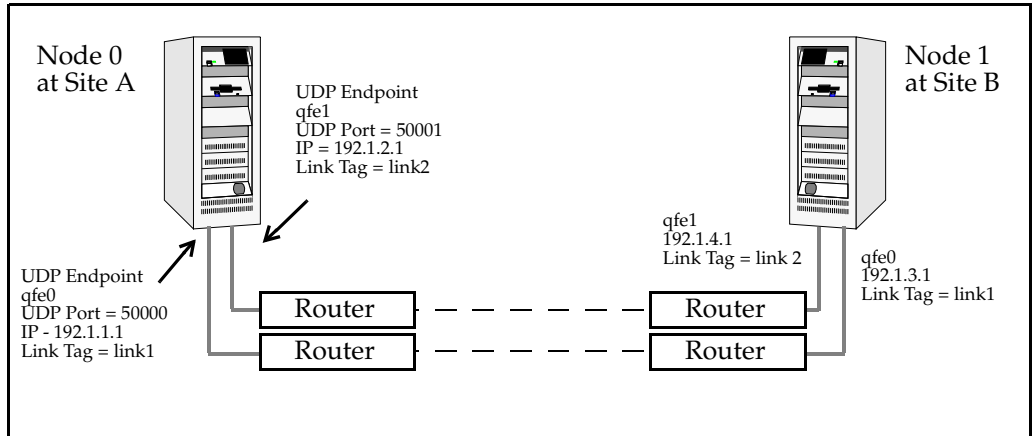 Node 0
at Site A
UDP Endpoint
qfe1
UDP Port = 50001
IP = 192.1.2.1
Link Tag = link2
Node 1
at Site B
UDP Endpoint
qfe0
UDP Port = 50000
IP - 192.1.1.1
Link Tag = link1
qfe1
192.1.4.1
Link Tag = link 2
qfe0
192.1.3.1
Link Tag = link1
Router
Router
Router
Router